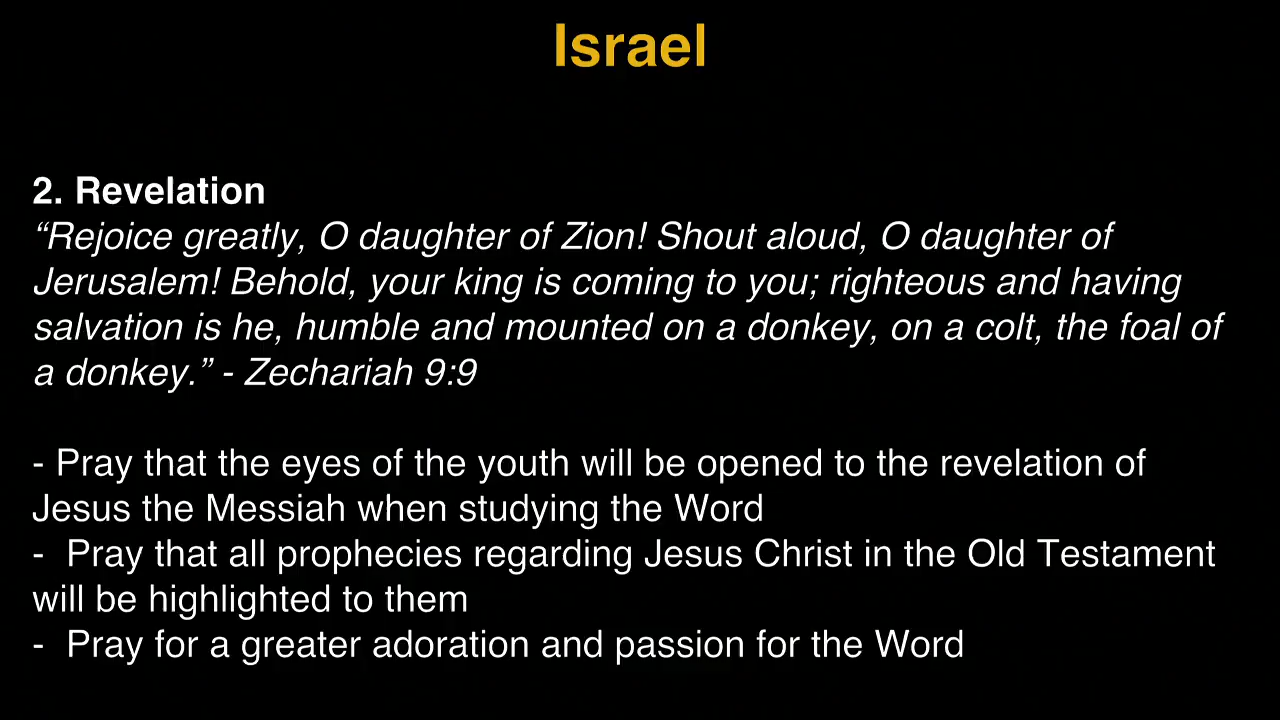 Israel
2. Revelation
“Rejoice greatly, O daughter of Zion! Shout aloud, O daughter of
Jerusalem! Behold, your king is coming to you; righteous and having
salvation is he, humble and mounted on a donkey, on a colt, the foal of
a donkey.” - Zechariah 9:9
- Pray that the eyes of the youth will be opened to the revelation of
Jesus the Messiah when studying the Word
-  Pray that all prophecies regarding Jesus Christ in the Old Testament
will be highlighted to them
-  Pray for a greater adoration and passion for the Word